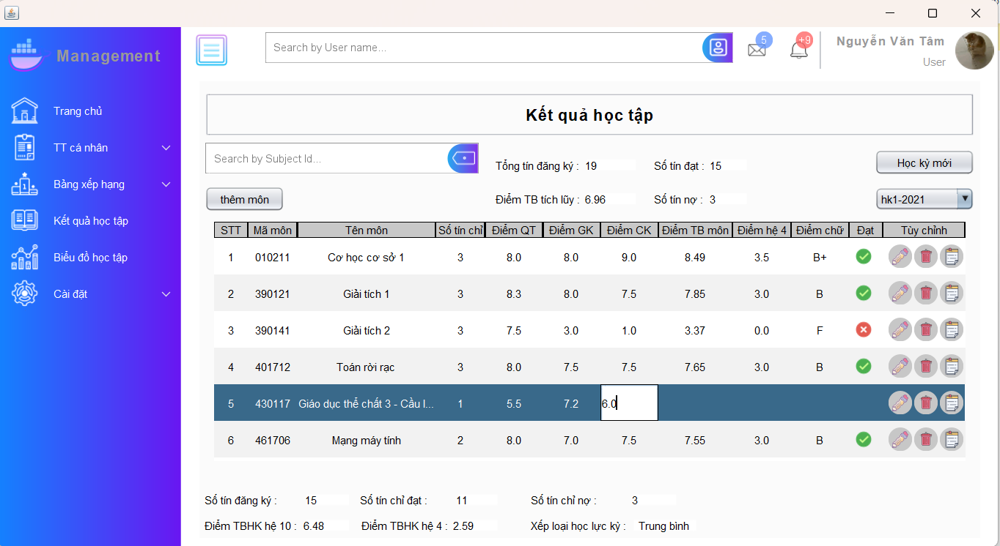 Management
Search by User name...
5
+9
Nguyễn Văn Tâm
User
Trang chủ
TT cá nhân
Bảng xếp hạng
Kết quả học tập
Biểu đồ học tập
Cài đặt
Kết quả học tập
Search by Subject Id...
Tổng tín đăng ký : 19
Số tín đạt : 15
Học kỳ mới
thêm môn
Điểm TB tích lũy : 6.96
Số tín nợ : 3
hk1-2021
STT Mã môn Tên môn Số tín chỉ Điểm QT Điểm GK Điểm CK Điểm TB môn Điểm hệ 4 Điểm chữ Đạt Tùy chỉnh
1 010211 Cơ học cơ sở 1 3 8.0 8.0 9.0 8.49 3.5 B+
2 390121 Giải tích 1 3 8.3 8.0 7.5 7.85 3.0 B
3 390141 Giải tích 2 3 7.5 3.0 1.0 3.37 0.0 F
4 401712 Toán rời rạc 3 8.0 7.5 7.5 7.65 3.0 B
5 430117 Giáo dục thể chất 3 - Cầu l... 1 5.5 7.2 6.0
6 461706 Mạng máy tính 2 8.0 7.0 7.5 7.55 3.0 B
Số tín đăng ký : 15 Số tín chỉ đạt : 11 Số tín chỉ nợ : 3
Điểm TBHK hệ 10 : 6.48 Điểm TBHK hệ 4 : 2.59 Xếp loại học lực kỳ : Trung bình